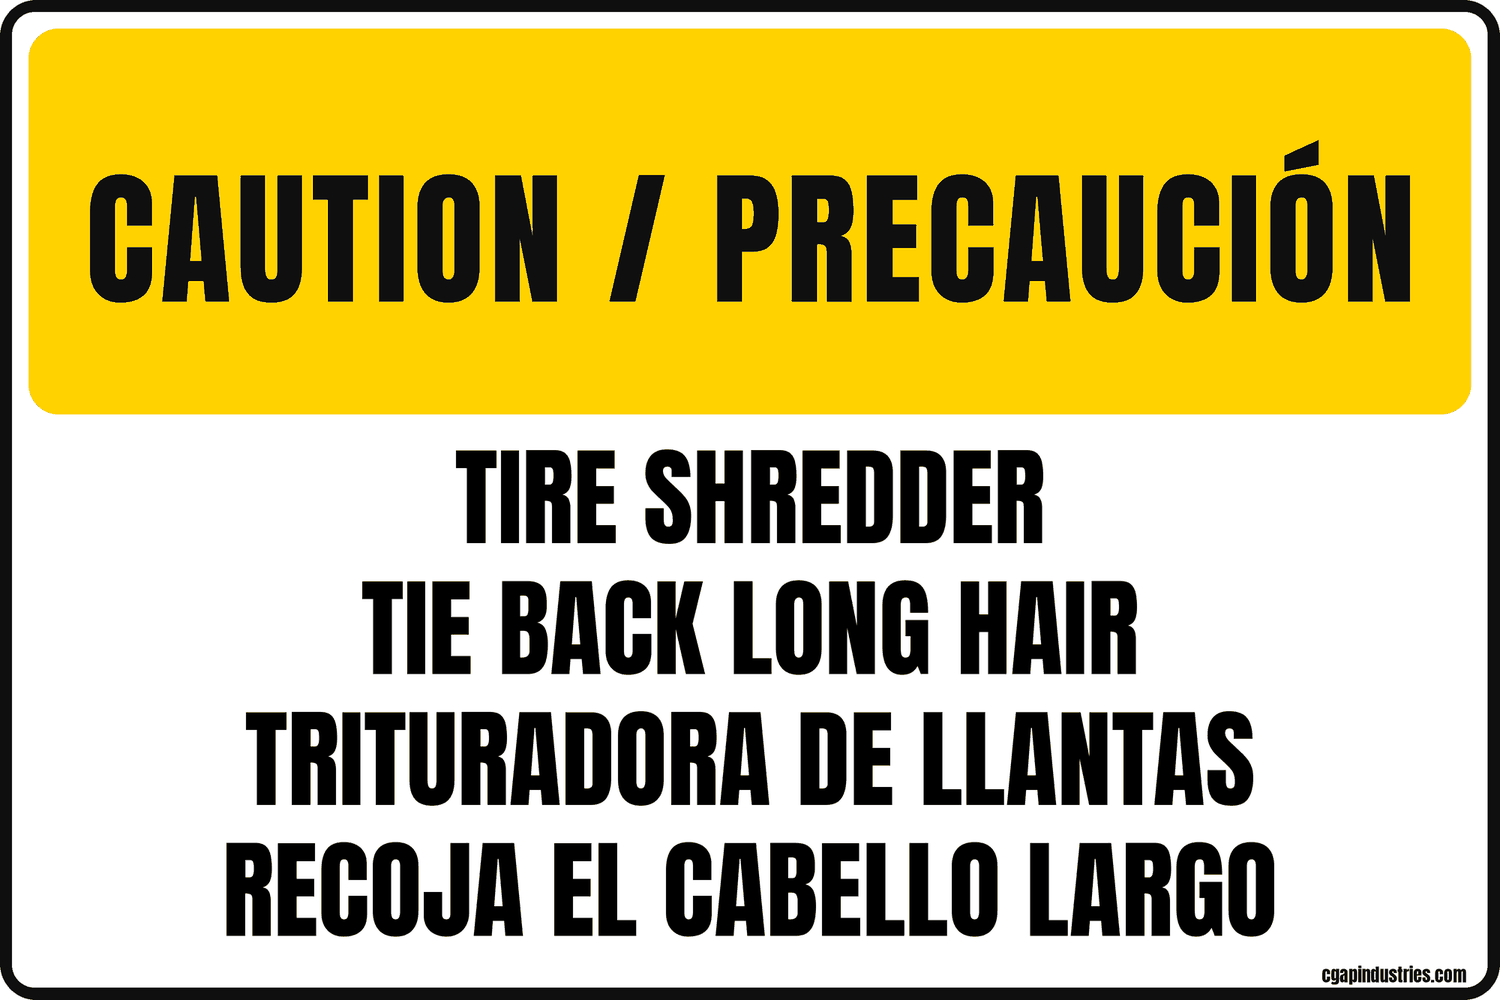 CAUTION / PRECAUCIÓN
TIRE SHREDDER
TIE BACK LONG HAIR
TRITURADORA DE LLANTAS
RECOJA EL CABELLO LARGO
cgapindustries.com